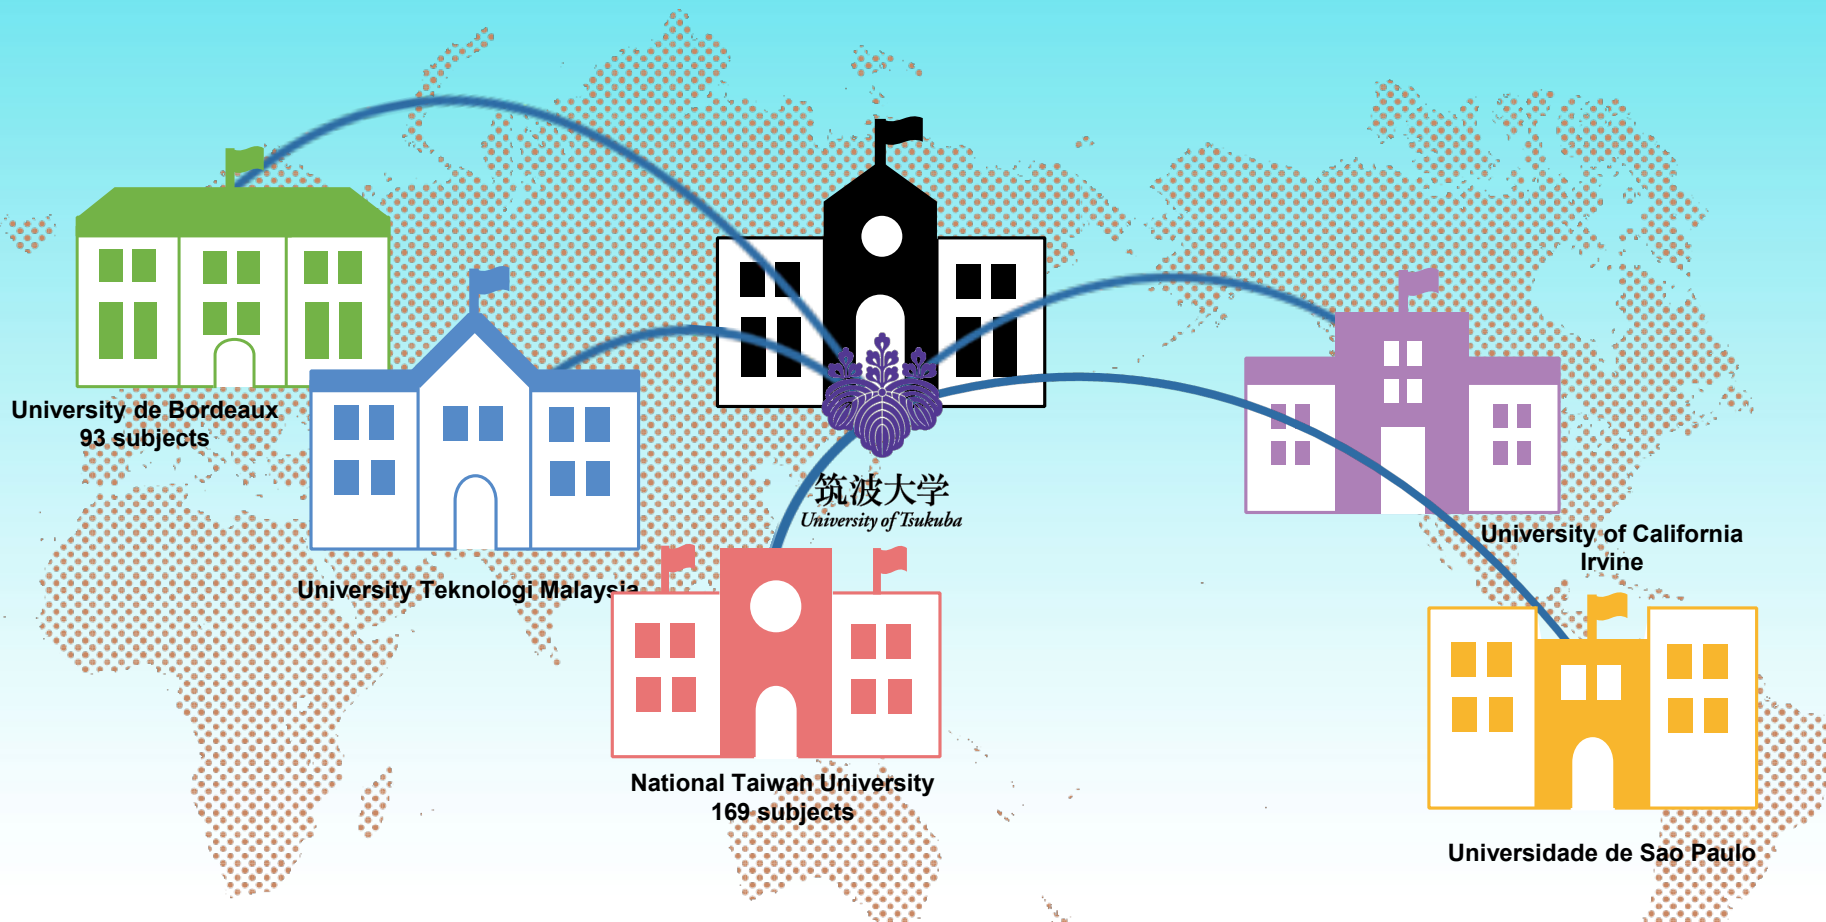 University de Bordeaux
93 subjects
University Teknologi Malaysia
筑波大学
University of Tsukuba
National Taiwan University
169 subjects
University of California
Irvine
Universidade de Sao Paulo